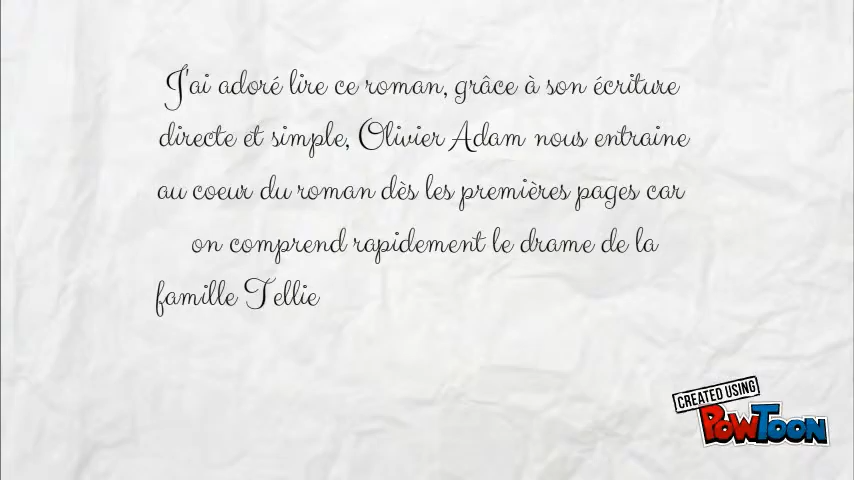 J'ai adoré lire ce roman, grâce à son écriture
directe et simple, Olivier Adam nous entraine
au coeur du roman dès les premières pages car
on comprend rapidement le drame de la
famille Tellie
CREATED USING
POWTOON